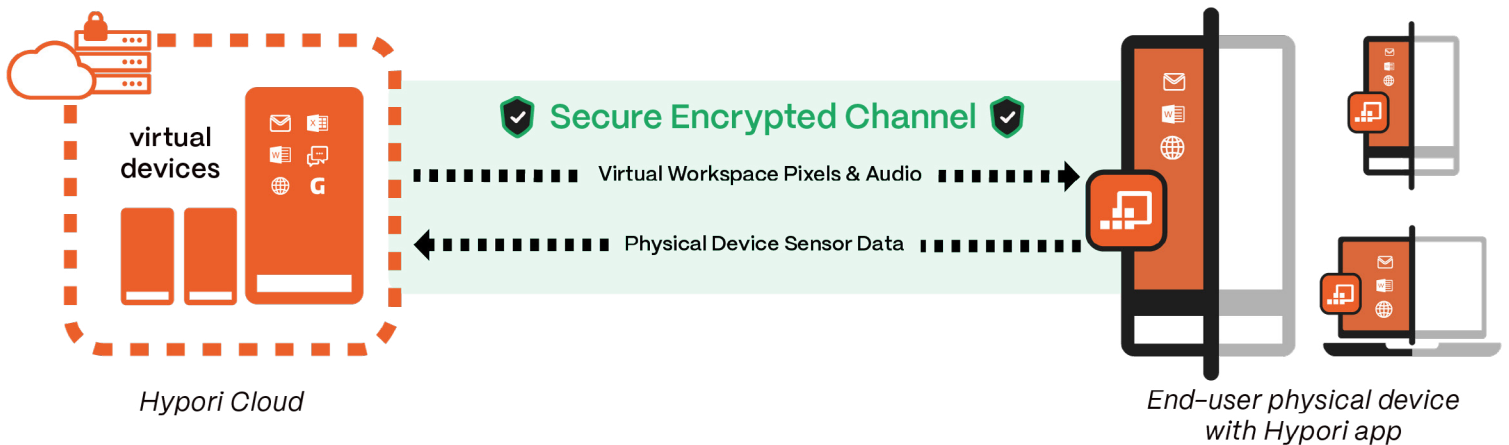 virtual
devices
G
Secure Encrypted Channel
Virtual Workspace Pixels & Audio
Physical Device Sensor Data
Hypori Cloud
End-user physical device
with Hypori app